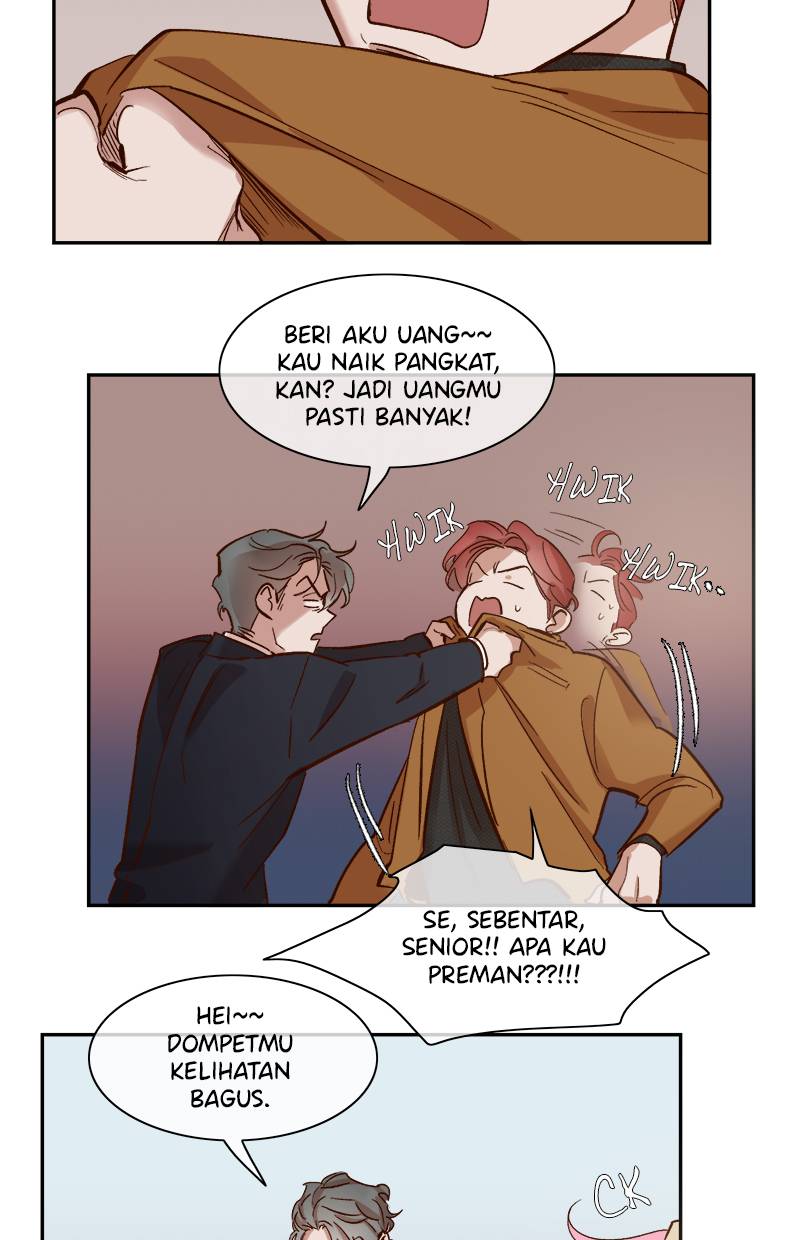 BERI AKU UANG~~
KAU NAIK PANGKAT,
KAN? JADI UANGMU
PASTI BANYAK!
HWIK
HWIK
HWIK..
SE, SEBENTAR,
SENIOR!! APA KAU
PREMAN???!!!
HEI~~
DOMPETMU
KELIHATAN
BAGUS.
CK